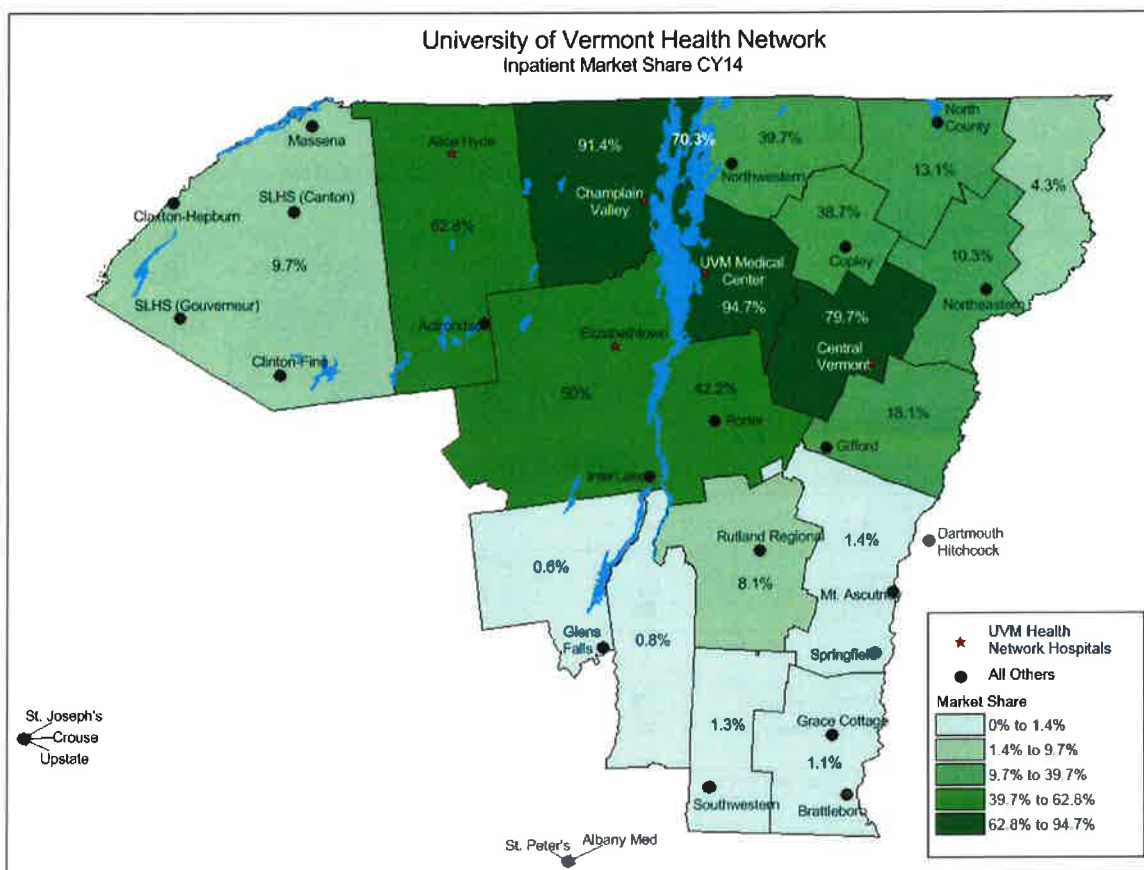 University of Vermont Health Network
Inpatient Market Share CY14
Massena
Alice Hyde
91.4%
70.3%
39.7%
North
County
Northwestern
13.1%
4.3%
Claxton-Hepburn
SLHS (Canton)
62.8%
Champlain
Valley
38.7%
Copley
9.7%
UVM Medical
Center
94.7%
10.3%
Northeastern
SLHS (Gouverneur)
Adirondack
Elizabethtown
79.7%
Central
Vermont
Clinton-Fine
50%
42.2%
Porter
18.1%
Gifford
InterLakes
Rutland Regional
8.1%
1.4%
Dartmouth
Hitchcock
0.6%
Mt. Ascutney
Glens
Falls
0.8%
Springfield
1.3%
Grace Cottage
1.1%
Southwestern
Brattleboro
St. Joseph's
Crouse
Upstate
St. Peter's
Albany Med
UVM Health
Network Hospitals
All Others
Market Share
0% to 1.4%
1.4% to 9.7%
9.7% to 39.7%
39.7% to 62.8%
62.8% to 94.7%